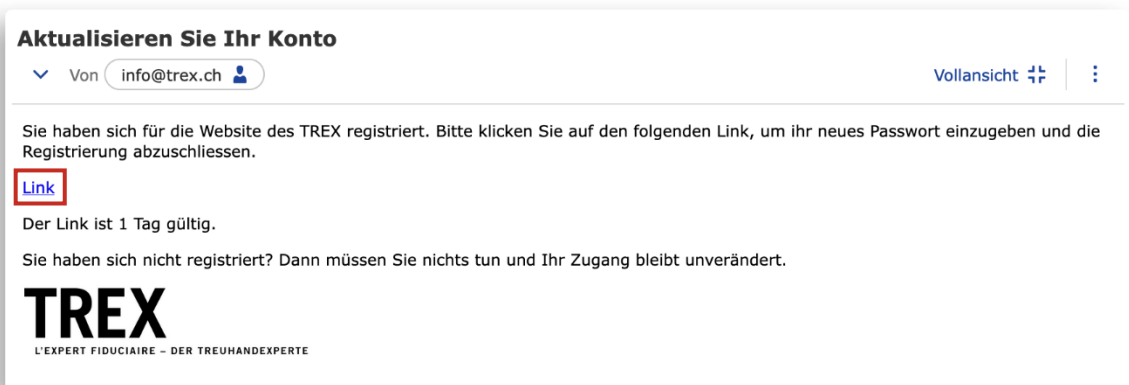 Aktualisieren Sie Ihr Konto
Von info@trex.ch Vollansicht
Sie haben sich für die Website des TREX registriert. Bitte klicken Sie auf den folgenden Link, um ihr neues Passwort einzugeben und die
Registrierung abzuschliessen.
Link
Der Link ist 1 Tag gültig.
Sie haben sich nicht registriert? Dann müssen Sie nichts tun und Ihr Zugang bleibt unverändert.
TREX
L'EXPERT FIDUCIAIRE – DER TREUHANDEXPERTE